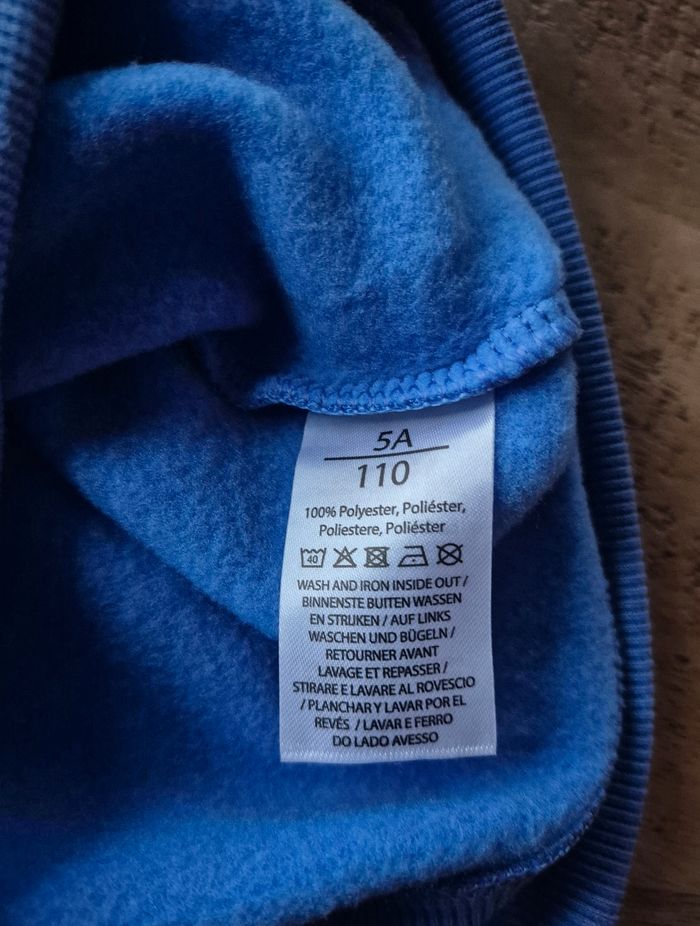 5A
110
100% Polyester, Poliéster,
Poliestere, Poliéster
40
WASH AND IRON INSIDE OUT /
BINNENSTE BUITEN WASSEN
EN STRIJKEN / AUF LINKS
WASCHEN UND BÜGELN /
RETOURNER AVANT
LAVAGE ET REPASSER /
STIRARE E LAVARE AL ROVESCIO
/ PLANCHAR Y LAVAR POR EL
REVÉS / LAVAR E FERRO
DO LADO AVESSO